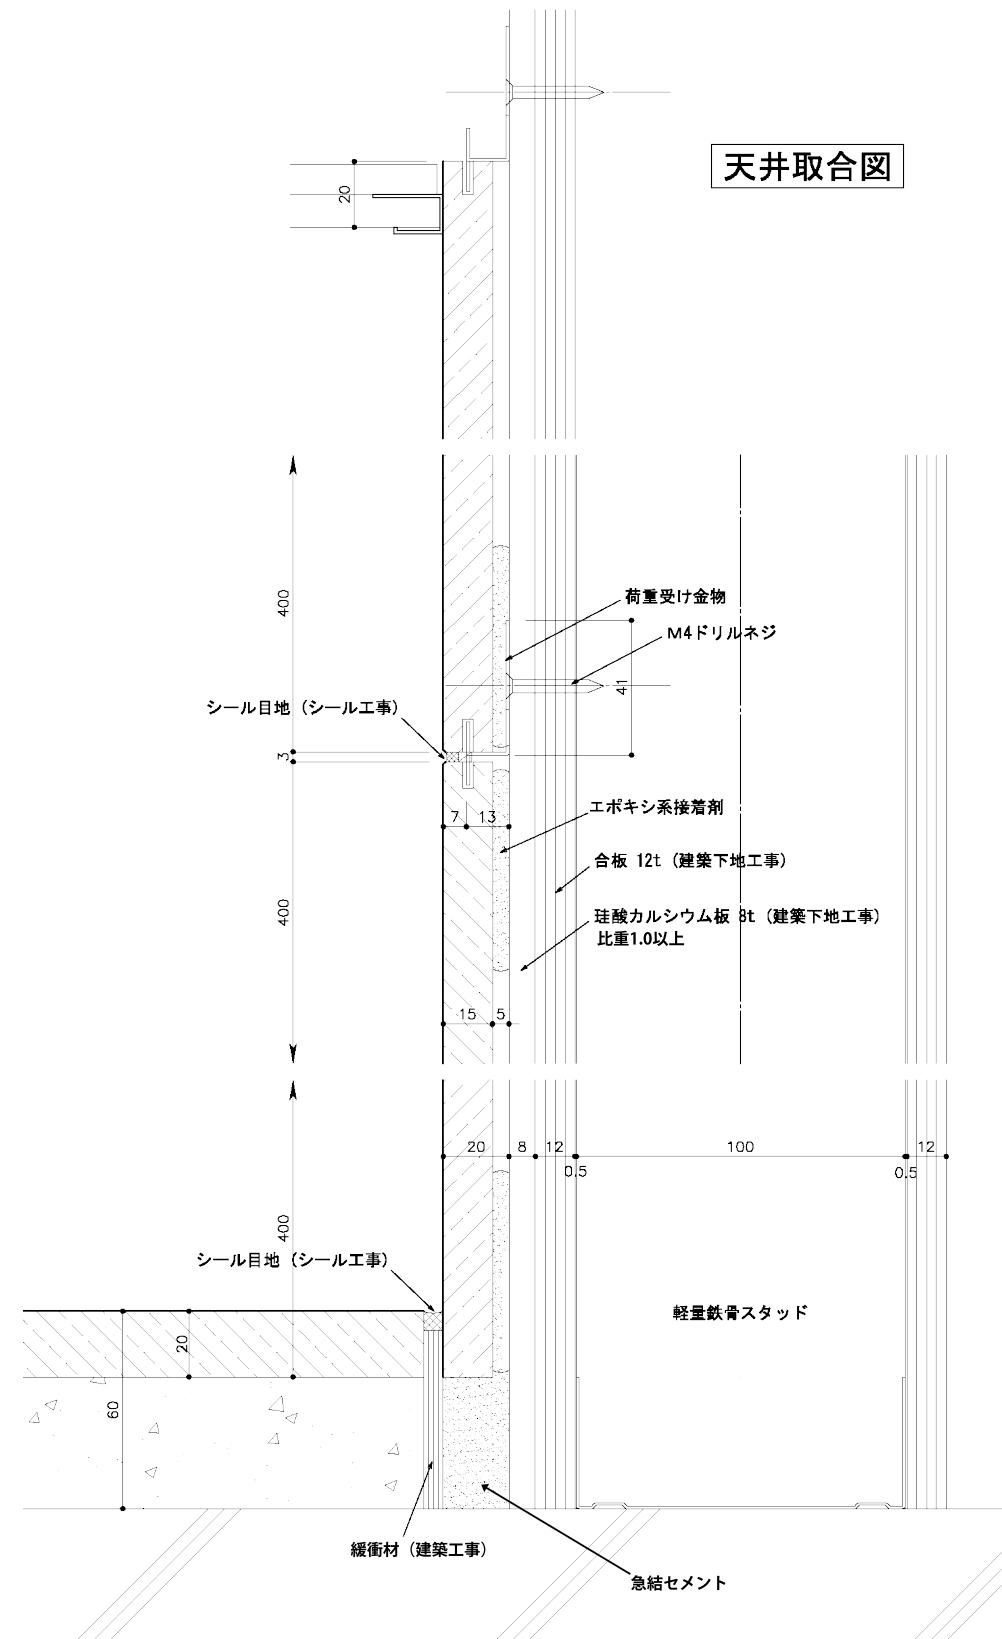 天井取合図
20
400
荷重受け金物
M4ドリルネジ
41
シール目地（シール工事）
3
エポキシ系接着剤
7 13
合板 12t（建築下地工事）
400
珪酸カルシウム板 8t（建築下地工事）
比重1.0以上
15 5
20 8 12 100 12
0.5 0.5
400
シール目地（シール工事）
軽量鉄骨スタッド
20
60
緩衝材（建築工事）
急結セメント